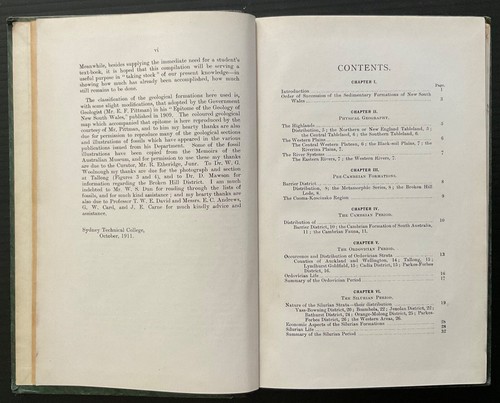 vi
Meanwhile, besides supplying the immediate need for a student's
text-book, it is hoped that this compilation will be serving a
useful purpose in "taking stock" of our present knowledge—in
showing how much has already been accomplished, how much
still remains to be done.
The classification of the geological formations here used is,
with some slight modifications, that adopted by the Government
Geologist (Mr. E. F. Pittman) in his "Epitome of the Geology of
New South Wales," published in 1909. The coloured geological
map which accompanied that epitome is here reproduced by the
courtesy of Mr. Pittman, and to him my hearty thanks are also
due for permission to reproduce many of the geological sections
and illustrations of fossils which have appeared in the various
publications issued from his Department. Some of the fossil
illustrations have been copied from the Memoirs of the
Australian Museum, and for permission to use these my thanks
are due to the Curator, Mr. R. Etheridge, Junr. To Dr. W. G.
Woolnough my thanks are due for the photograph and section
at Tallong (Figures 3 and 4), and to Dr. D. Mawson for
information regarding the Broken Hill District. I am much
indebted to Mr. W. S. Dun for reading through the lists of
fossils, and for much kind assistance; and my hearty thanks are
also due to Professor T. W. E. David and Messrs. E. C. Andrews,
G. W. Card, and J. E. Carne for much kindly advice and
assistance.
Sydney Technical College,
October, 1911.
CONTENTS.
CHAPTER I.
Page.
Introduction 1
Order of Succession of the Sedimentary Formations of New South
Wales 2
CHAPTER II.
Physical Geography.
The Highlands
Distribution, 3; the Northern or New England Tableland, 3;
the Central Tableland, 4; the Southern Tableland, 6.
The Western Plains
The Central Western Plateau, 6; the Black-soil Plains, 7; the
Riverina Plains,
The River Systems 7
The Eastern Rivers, 7; the Western Rivers, 7.
CHAPTER III.
Pre-Cambrian Formations.
Barrier District 8
Distribution, 8; the Metamorphic Series, 8; the Broken Hill
Lode, 8.
The Cooma-Kosciusko Region
CHAPTER IV.
The Cambrian Period.
Distribution of 10
Barrier District, 10; the Cambrian Formation of South Australia,
11; the Cambrian Fauna, 11.
CHAPTER V.
The Ordovician Period.
Occurrence and Distribution of Ordovician Strata 13
Counties of Auckland and Wellington, 14; Tallong, 14;
Lyndhurst Goldfield, 15; Cadia District, 15; Parkes-Forbes
District, 16.
Ordovician Life
Summary of the Ordovician Period 17
CHAPTER VI.
The Silurian Period.
Nature of the Silurian Strata—their distribution 18
Yass-Bowning District, 20; Bombala, 22; Jenolan District, 22;
Bathurst District, 24; Orange-Molong District, 25; Parkes-
Forbes District, 26; the Western Areas, 26.
Economic Aspects of the Silurian Formations
Silurian Life 28
Summary of the Silurian Period 32